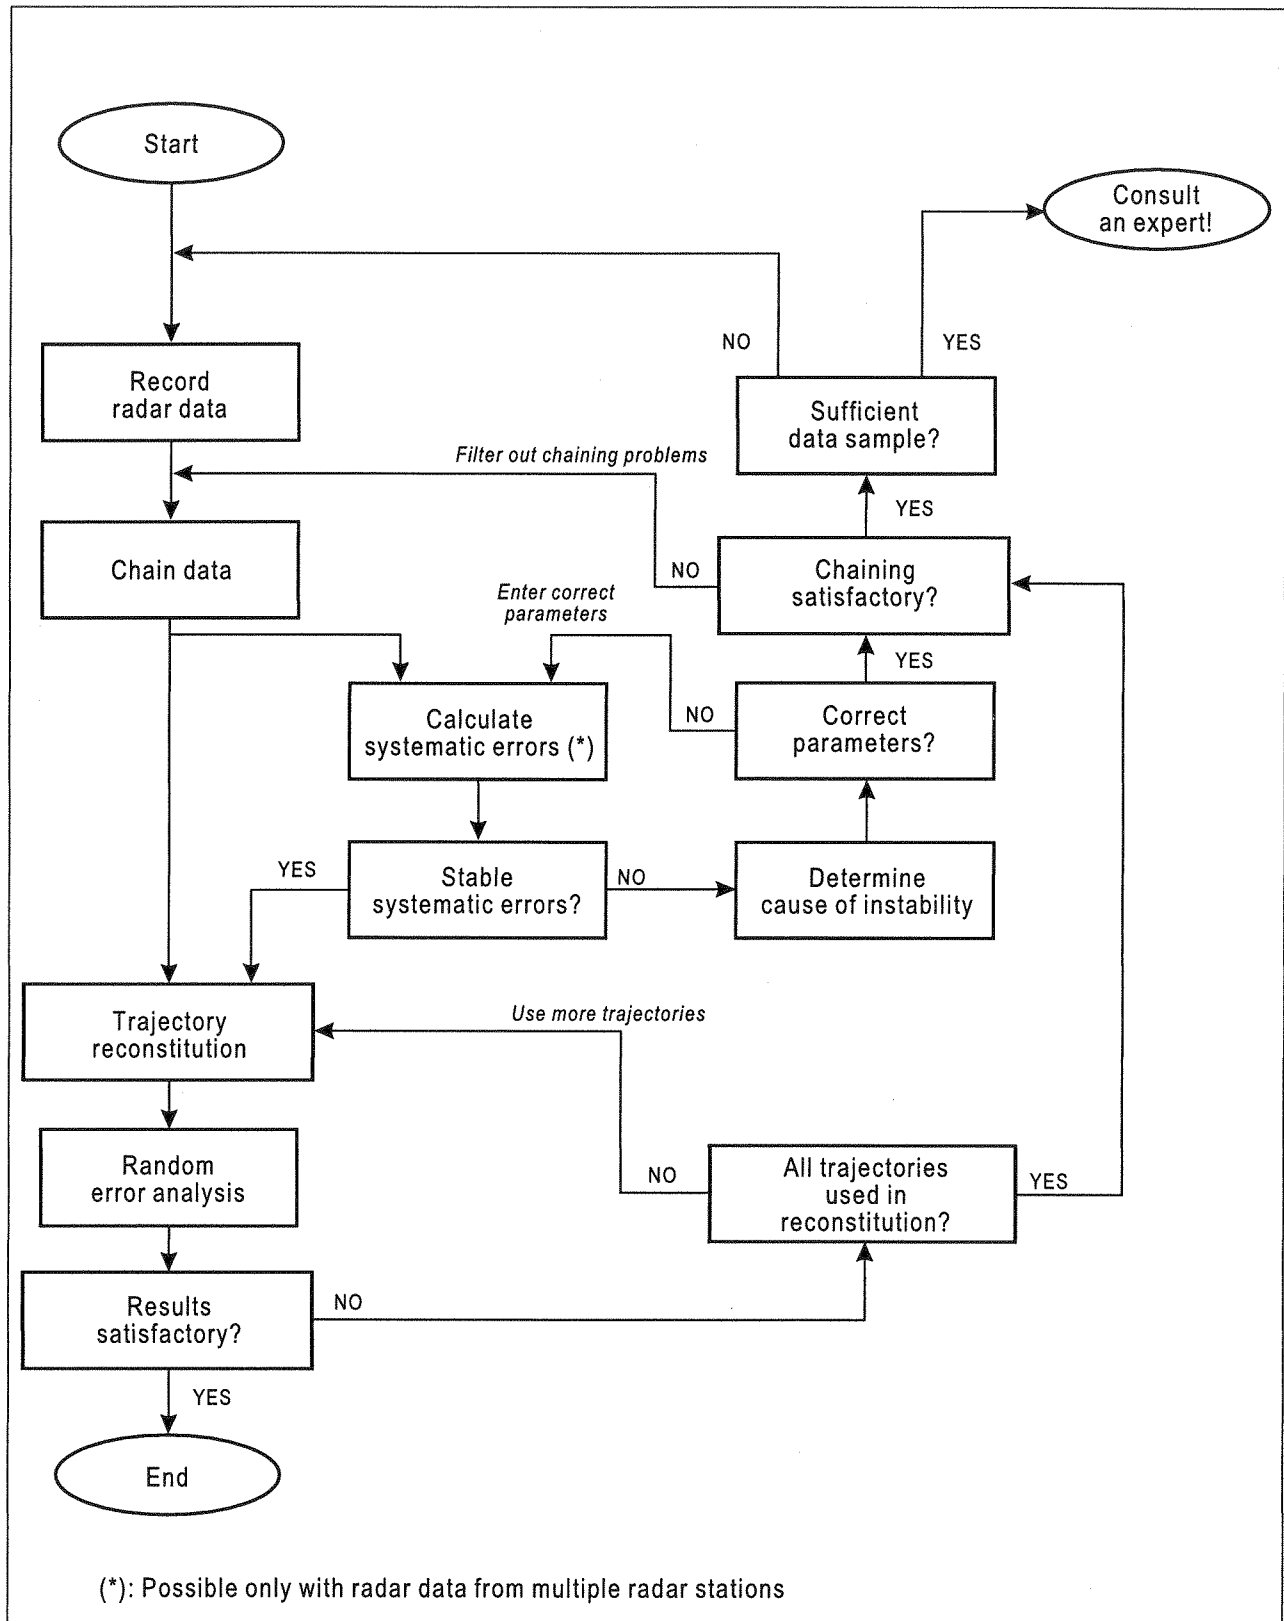 Start
Consult
an expert!
NO
YES
Record
radar data
Sufficient
data sample?
Filter out chaining problems
YES
Chain data
Chaining
satisfactory?
NO
Enter correct
parameters
YES
Calculate
systematic errors (*)
NO
Correct
parameters?
YES
Stable
systematic errors?
NO
Determine
cause of instability
Trajectory
reconstitution
Use more trajectories
Random
error analysis
NO
All trajectories
used in
reconstitution?
YES
Results
satisfactory?
NO
YES
End
(*): Possible only with radar data from multiple radar stations